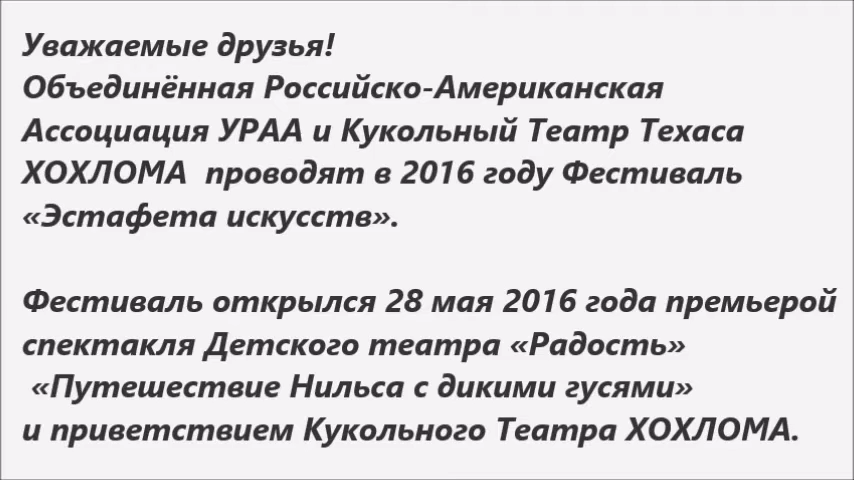 Уважаемые друзья!
Объединённая Российско-Американская
Ассоциация УРАА и Кукольный Театр Техаса
ХОХЛОМА проводят в 2016 году Фестиваль
«Эстафета искусств».
Фестиваль открылся 28 мая 2016 года премьерой
спектакля Детского театра «Радость»
«Путешествие Нильса с дикими гусями»
и приветствием Кукольного Театра ХОХЛОМА.